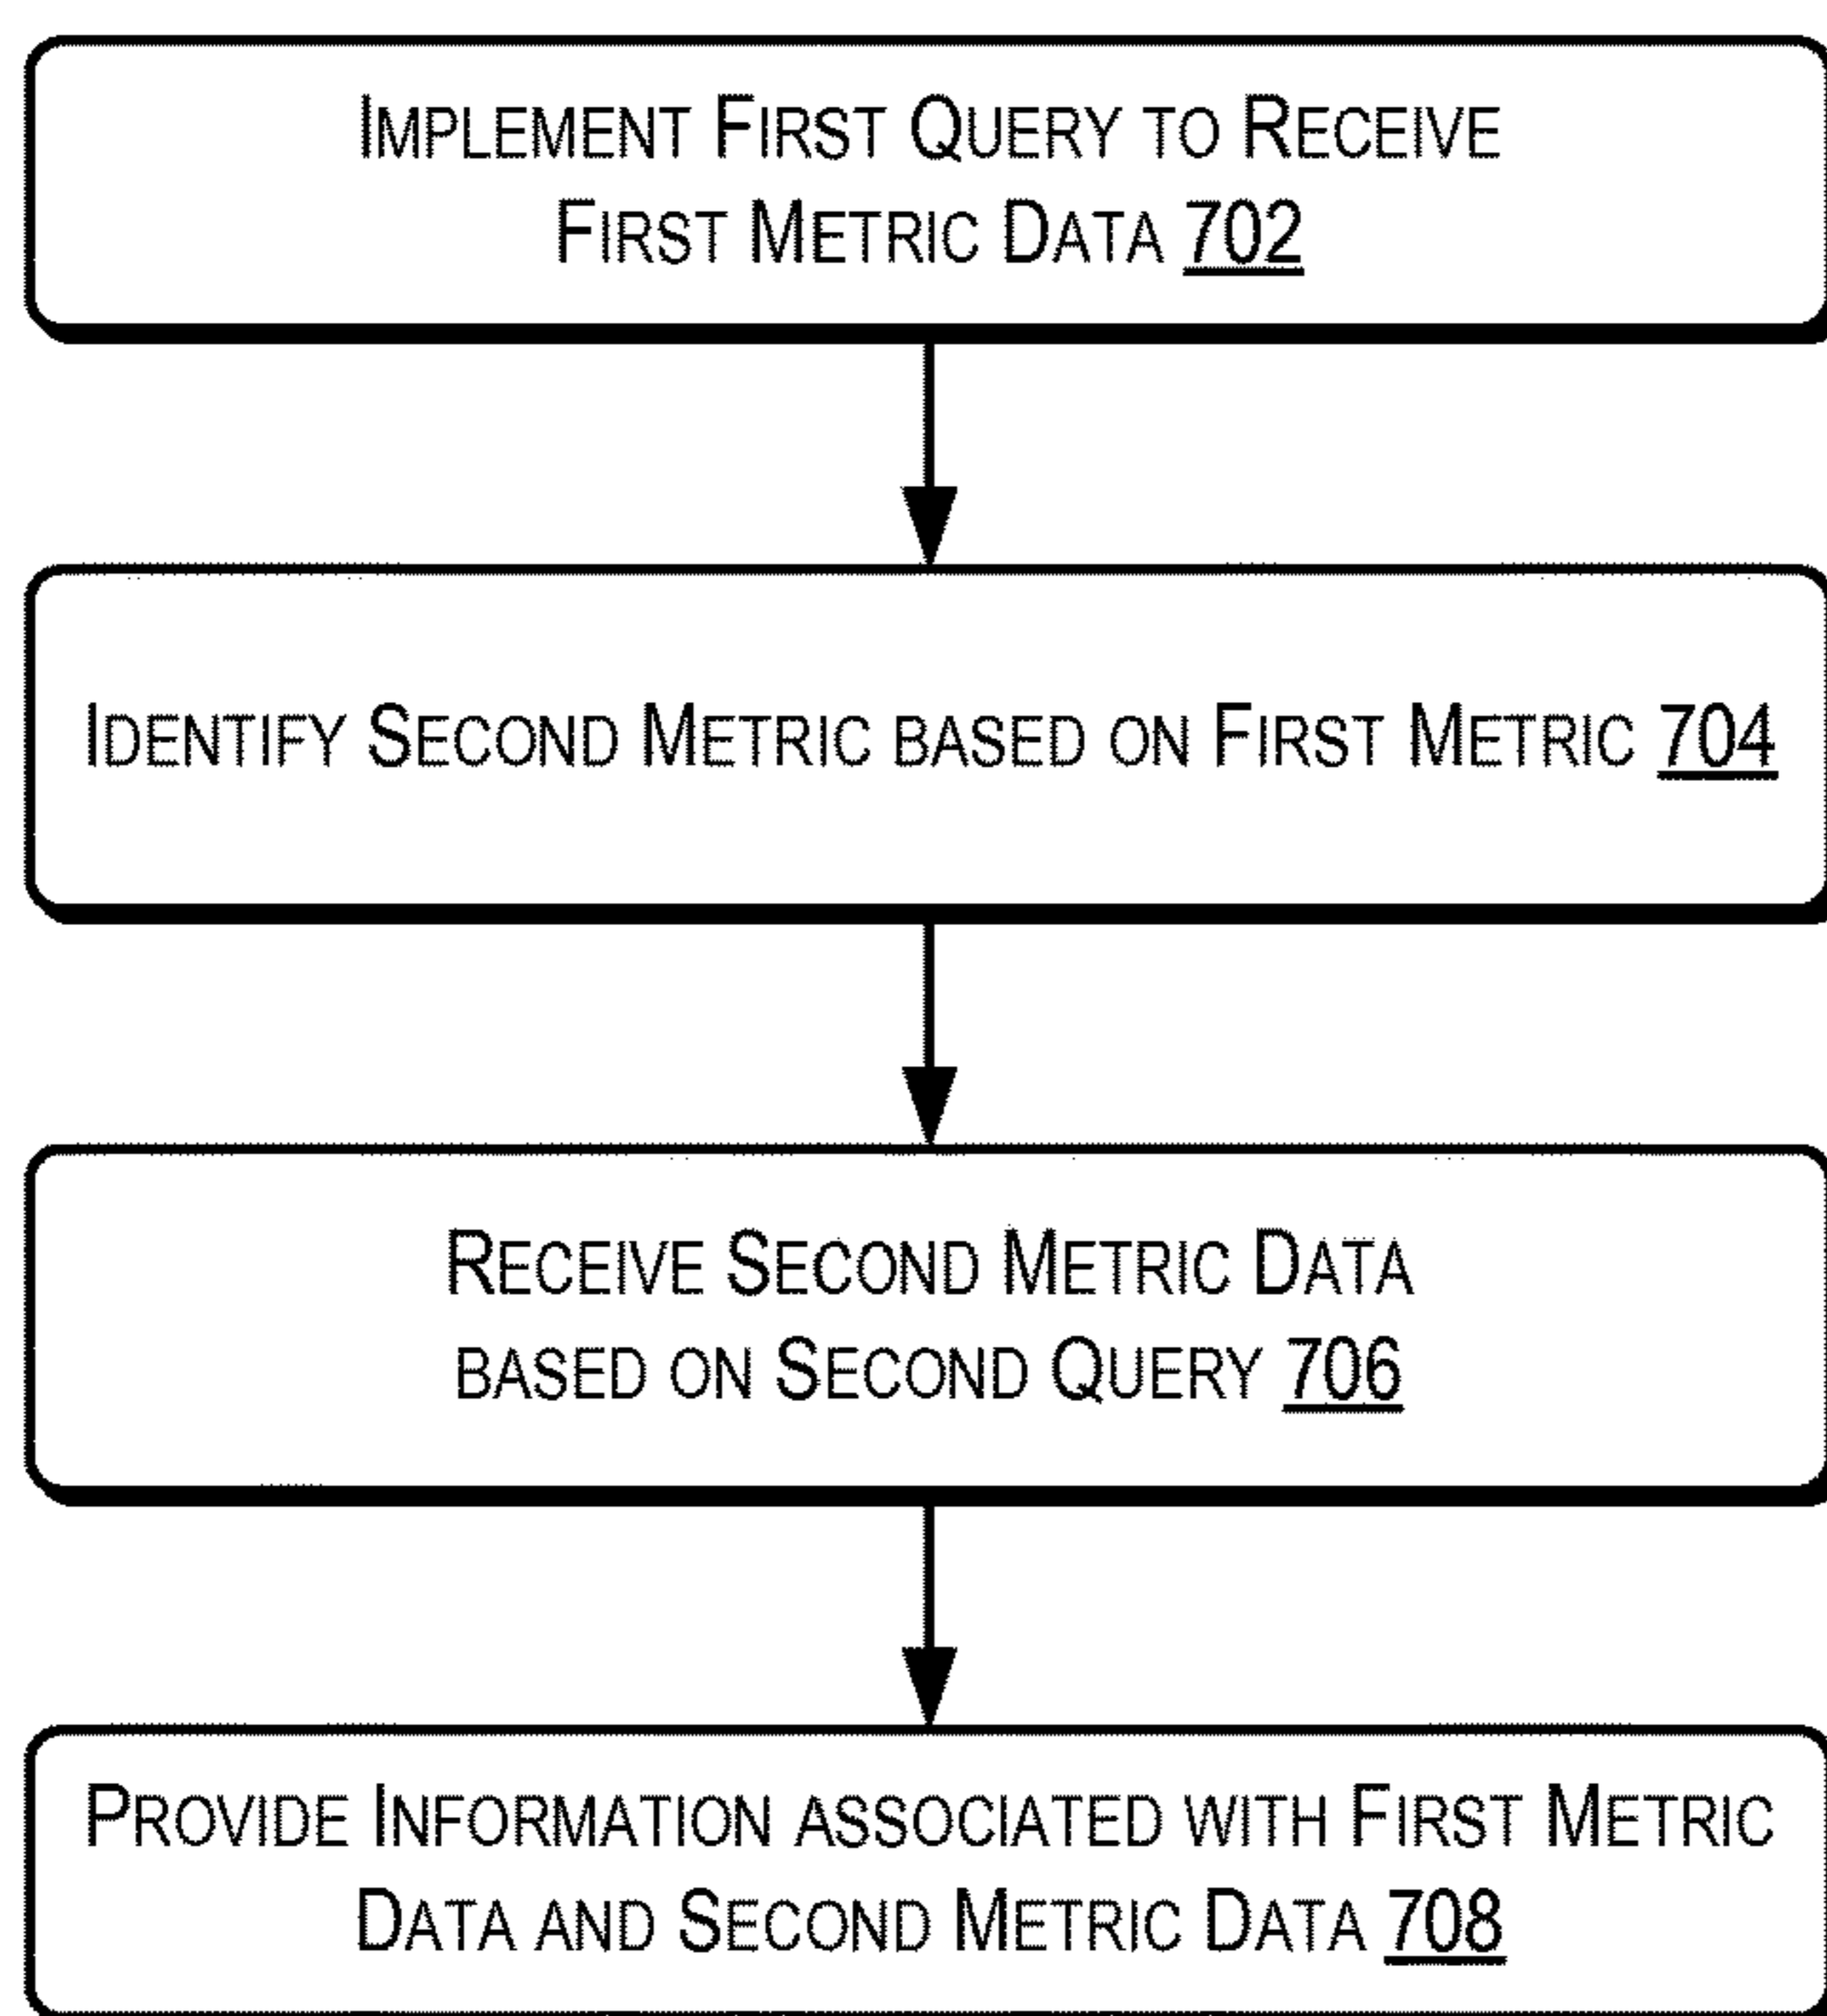 IMPLEMENT FIRST QUERY TO RECEIVE
FIRST METRIC DATA 702
IDENTIFY SECOND METRIC BASED ON FIRST METRIC 704
RECEIVE SECOND METRIC DATA
BASED ON SECOND QUERY 706
PROVIDE INFORMATION ASSOCIATED WITH FIRST METRIC
DATA AND SECOND METRIC DATA 708